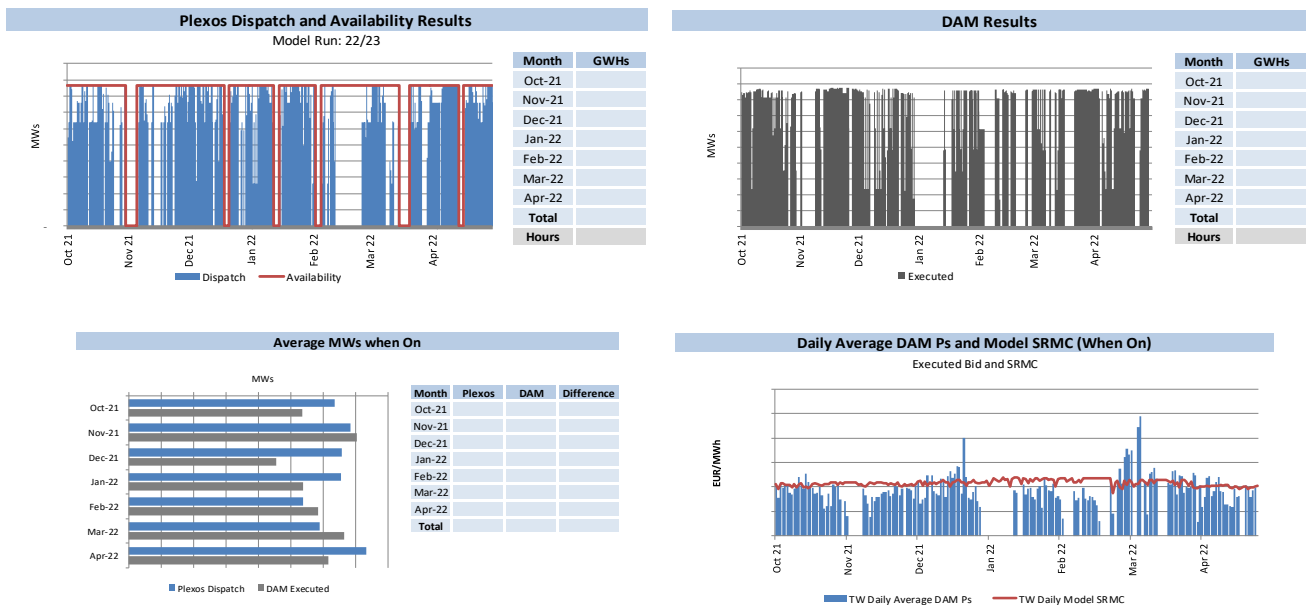 Plexos Dispatch and Availability Results
Model Run: 22/23
MWs
-
Oct 21
Nov 21
Dec 21
Jan 22
Feb 22
Mar 22
Apr 22
Dispatch Availability
Month GWHs
Oct-21
Nov-21
Dec-21
Jan-22
Feb-22
Mar-22
Apr-22
Total
Hours
DAM Results
MWs
Oct 21
Nov 21
Dec 21
Jan 22
Feb 22
Mar 22
Apr 22
Executed
Month GWHs
Oct-21
Nov-21
Dec-21
Jan-22
Feb-22
Mar-22
Apr-22
Total
Hours
Average MWs when On
MWs
Oct-21
Nov-21
Dec-21
Jan-22
Feb-22
Mar-22
Apr-22
Plexos Dispatch DAM Executed
Month Plexos DAM Difference
Oct-21
Nov-21
Dec-21
Jan-22
Feb-22
Mar-22
Apr-22
Total
Daily Average DAM Ps and Model SRMC (When On)
Executed Bid and SRMC
EUR/MWh
Oct 21
Nov 21
Dec 21
Jan 22
Feb 22
Mar 22
Apr 22
TW Daily Average DAM Ps TW Daily Model SRMC